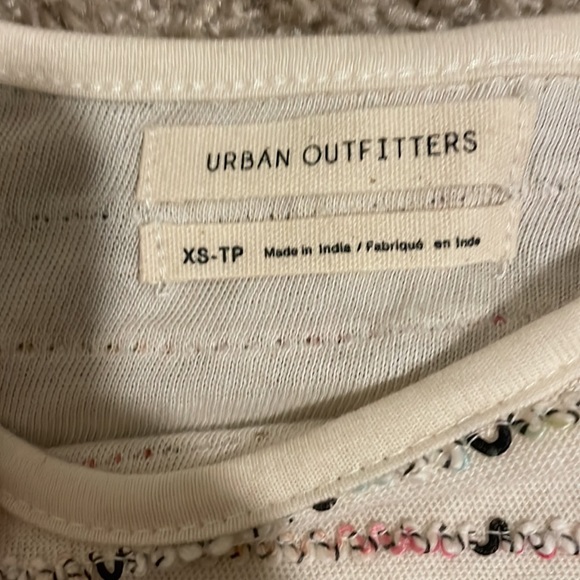 URBAN OUTFITTERS
XS-TP Made in India / Fabriqué en Inde